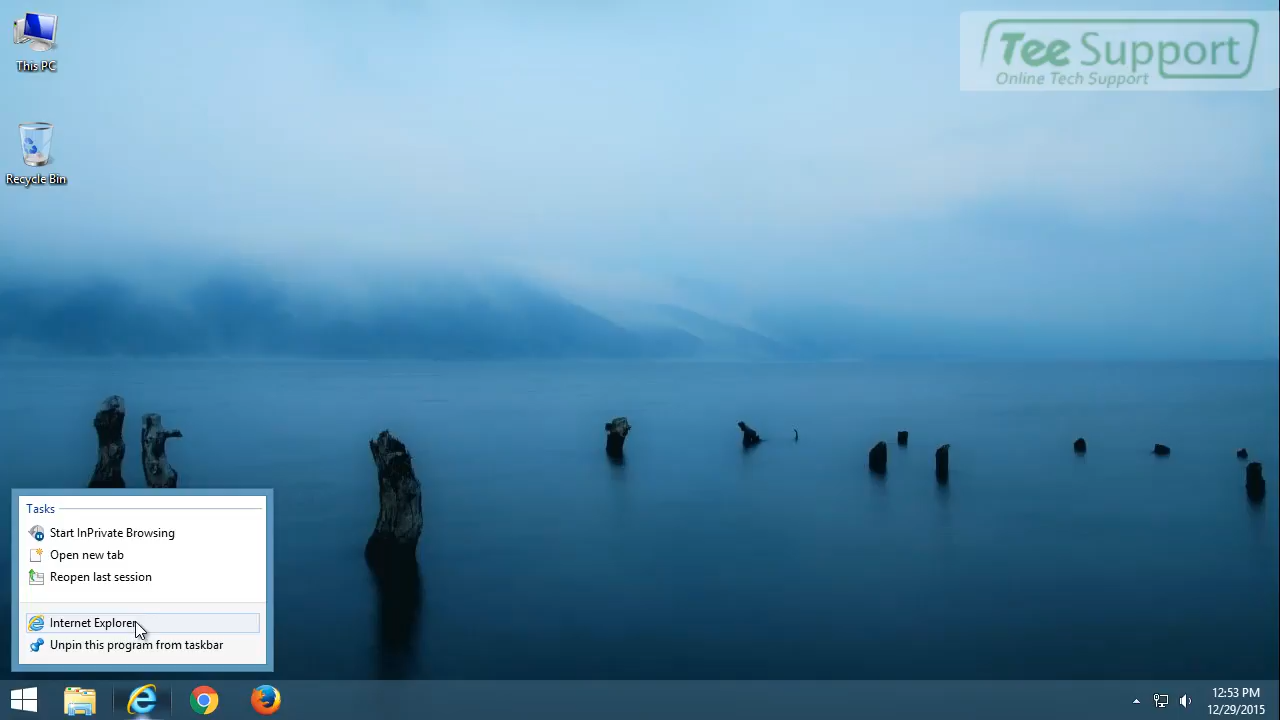 This PC
Tee Support
Online Tech Support
Recycle Bin
Tasks
Start InPrivate Browsing
Open new tab
Reopen last session
Internet Explorer
Unpin this program from taskbar
12:53 PM
12/29/2015